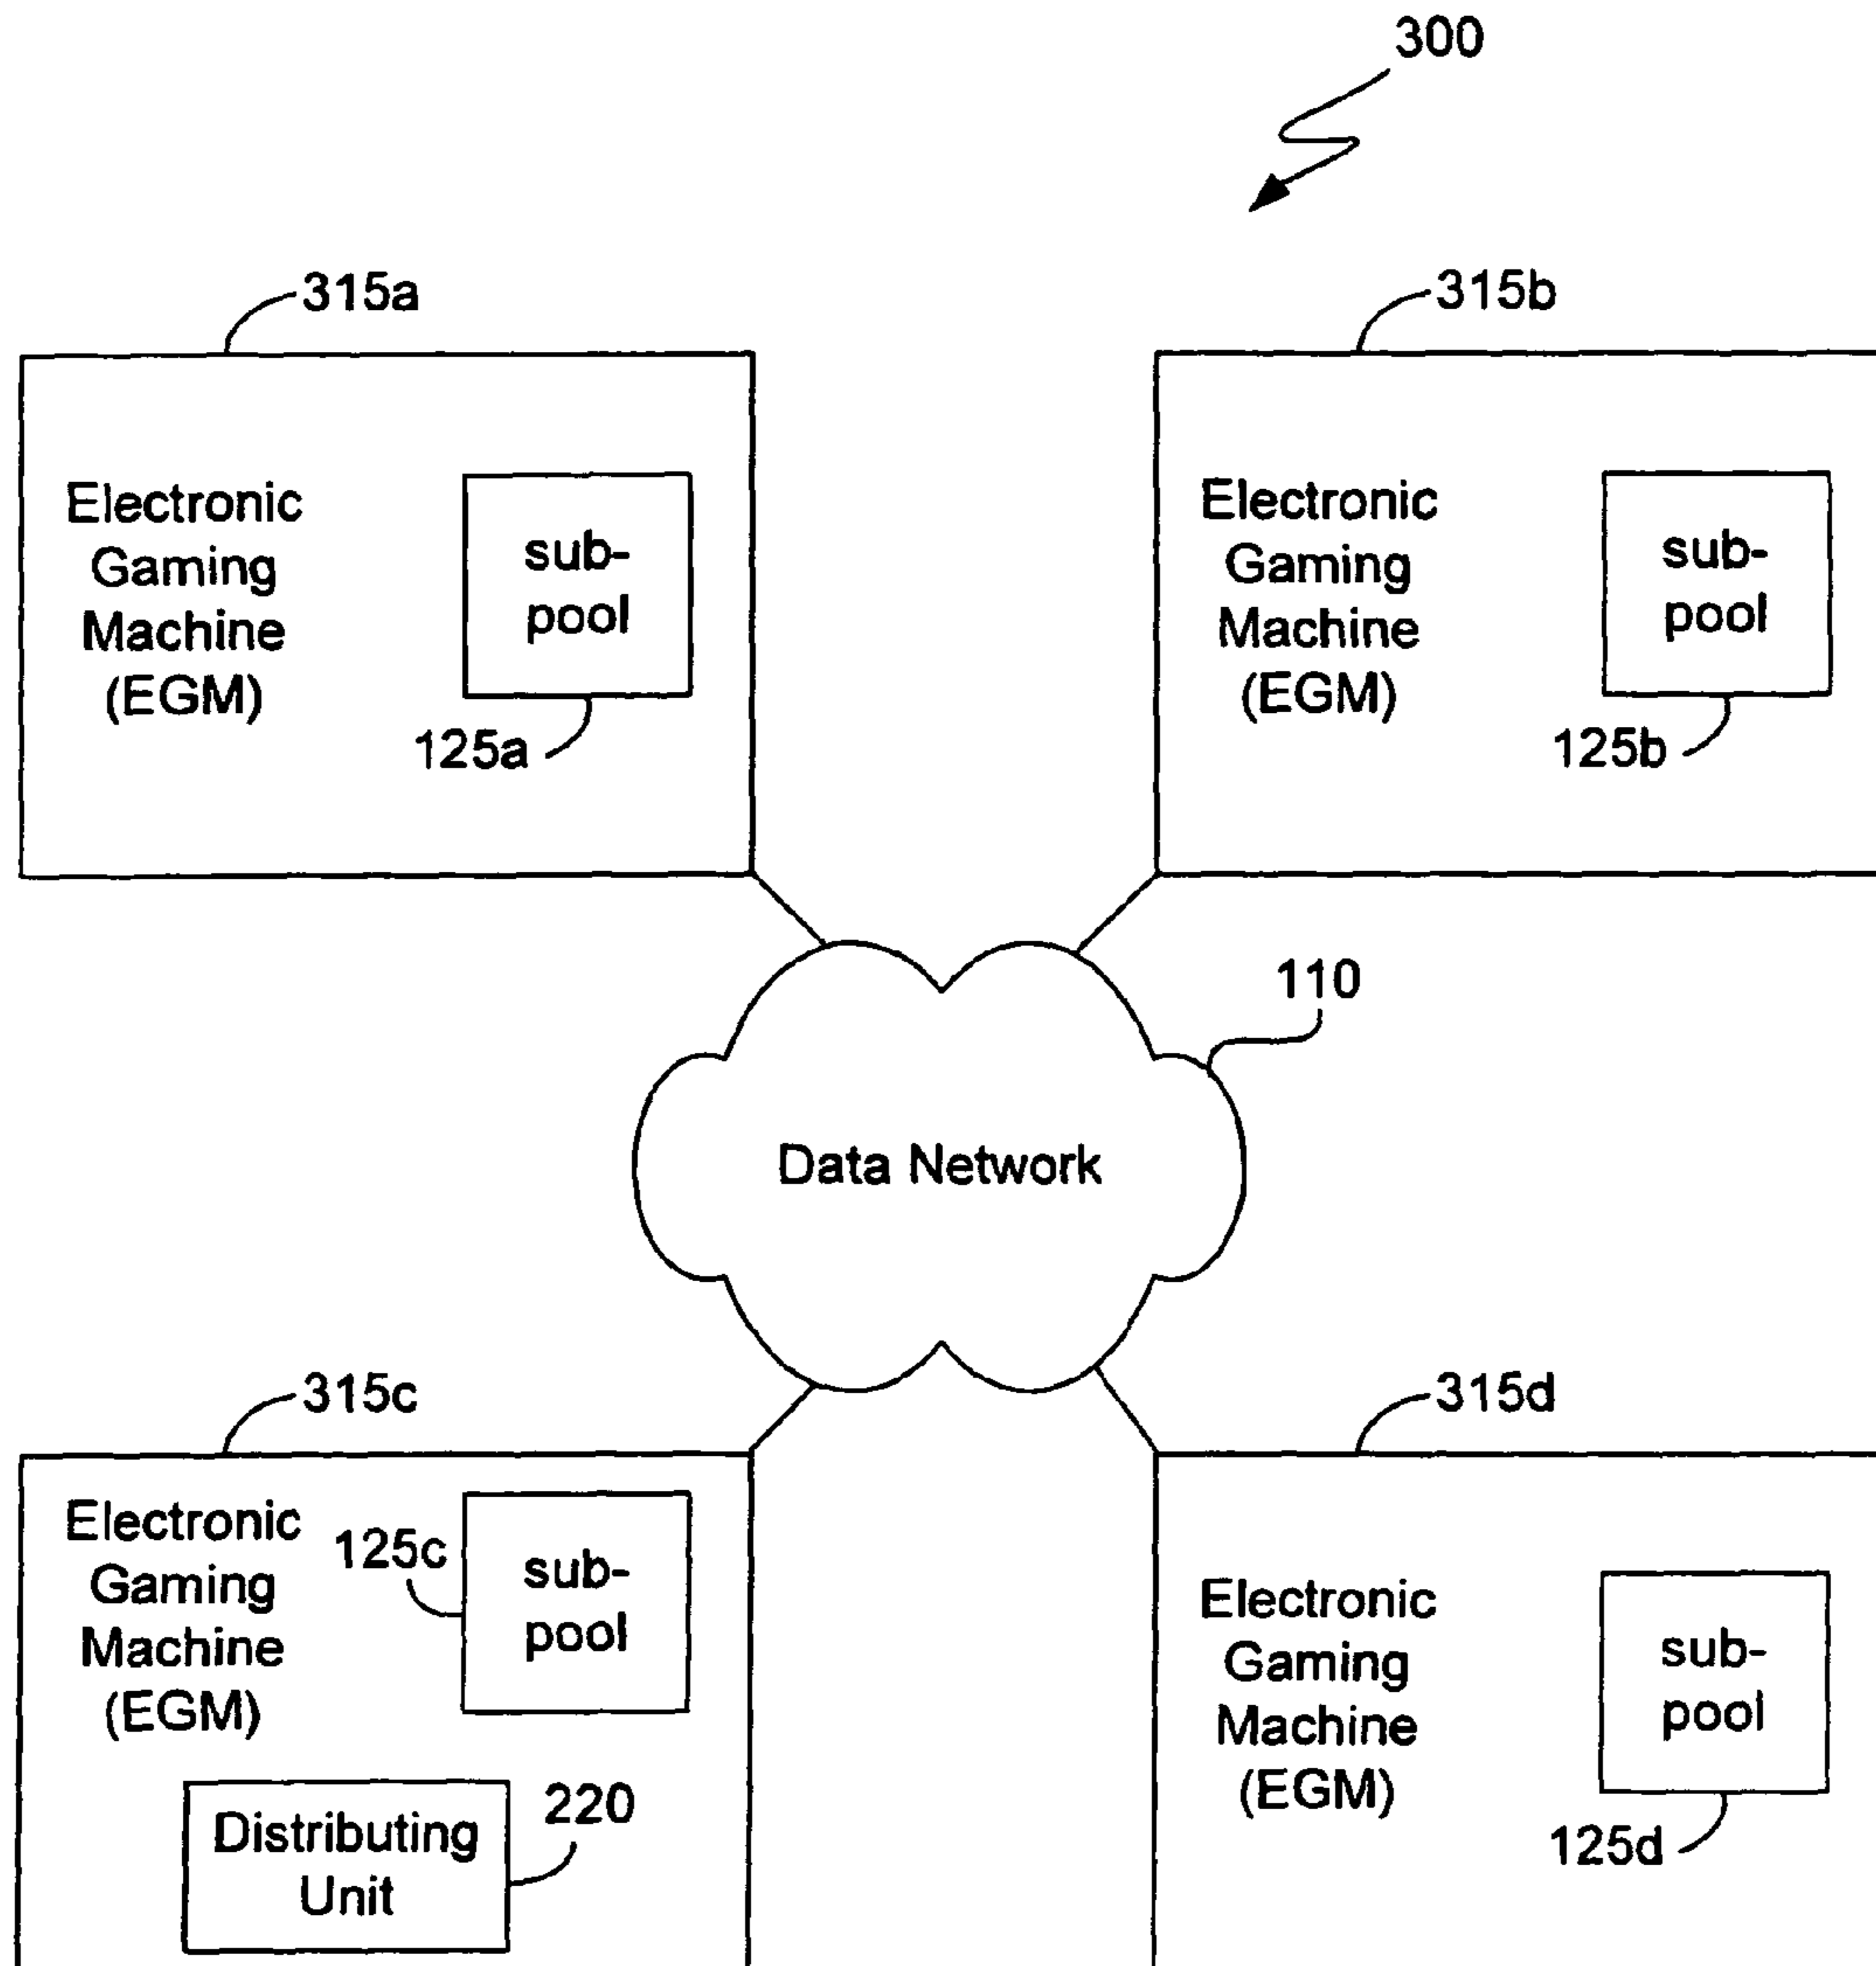 300
315a
315b
Electronic
Gaming
Machine
(EGM)
sub-
pool
125a
Electronic
Gaming
Machine
(EGM)
sub-
pool
125b
110
Data Network
315c
315d
Electronic
Gaming
Machine
(EGM)
125c
sub-
pool
220
Distributing
Unit
Electronic
Gaming
Machine
(EGM)
sub-
pool
125d